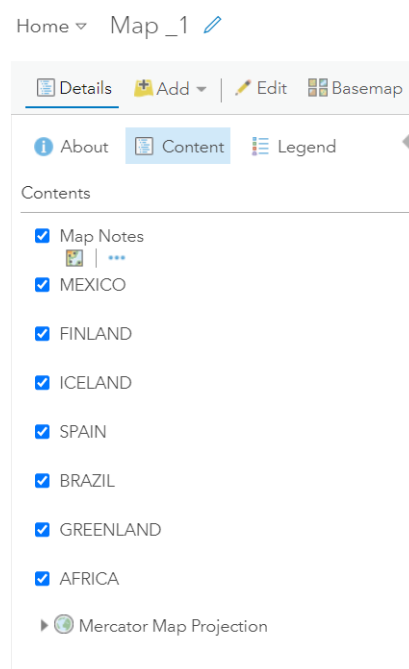 Home Map _1
Details Add Edit Basemap
About Content Legend
Contents
Map Notes
MEXICO
FINLAND
ICELAND
SPAIN
BRAZIL
GREENLAND
AFRICA
Mercator Map Projection